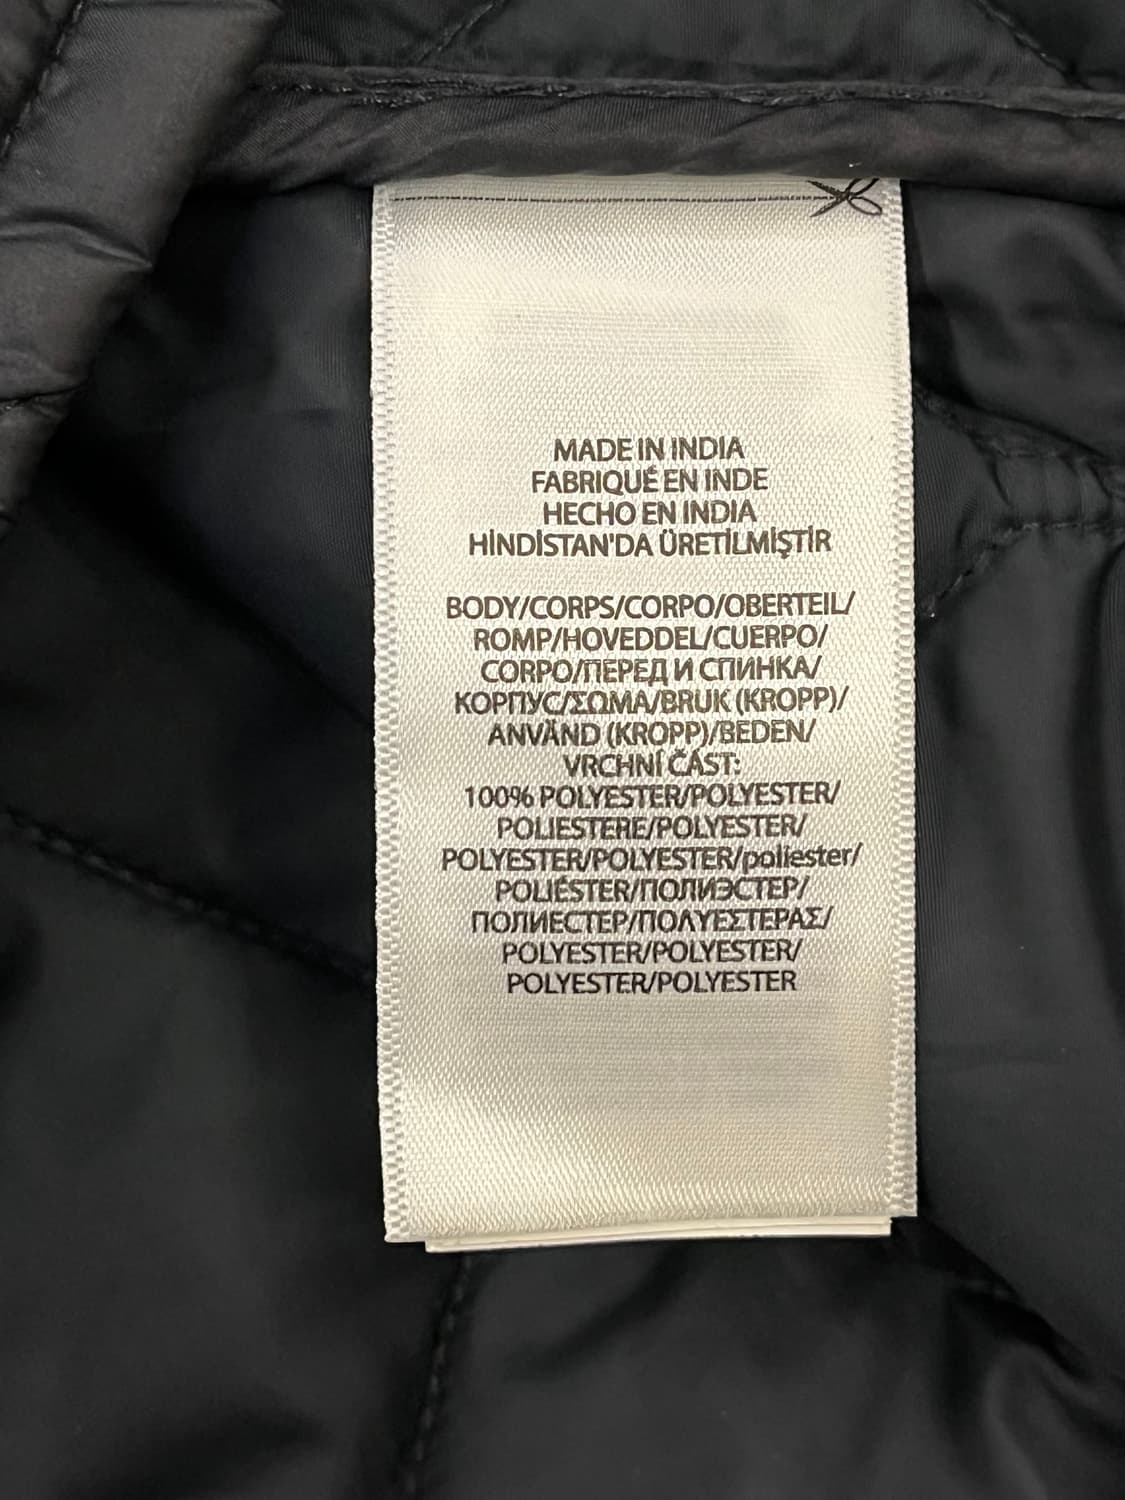 MADE IN INDIA
FABRIQUÉ EN INDE
HECHO EN INDIA
HİNDİSTAN'DA ÜRETİLMİŞTİR
BODY/CORPS/CORPO/OBERTEIL/
ROMP/HOVEDDEL/CUERPO/
CORPO/ПЕРЕД И СПИНКА/
КОРПУС/ΣΩΜΑ/BRUK (KROPP)/
ANVÄND (KROPP)/BEDEN/
VRCHNÍ ČÁST:
100% POLYESTER/POLYESTER/
POLIESTERE/POLYESTER/
POLYESTER/POLYESTER/poliester/
POLIÉSTER/ПОЛИЭСТЕР/
ПОЛИЕСТЕР/ΠΟΛΥΕΣΤΕΡΑΣ/
POLYESTER/POLYESTER/
POLYESTER/POLYESTER